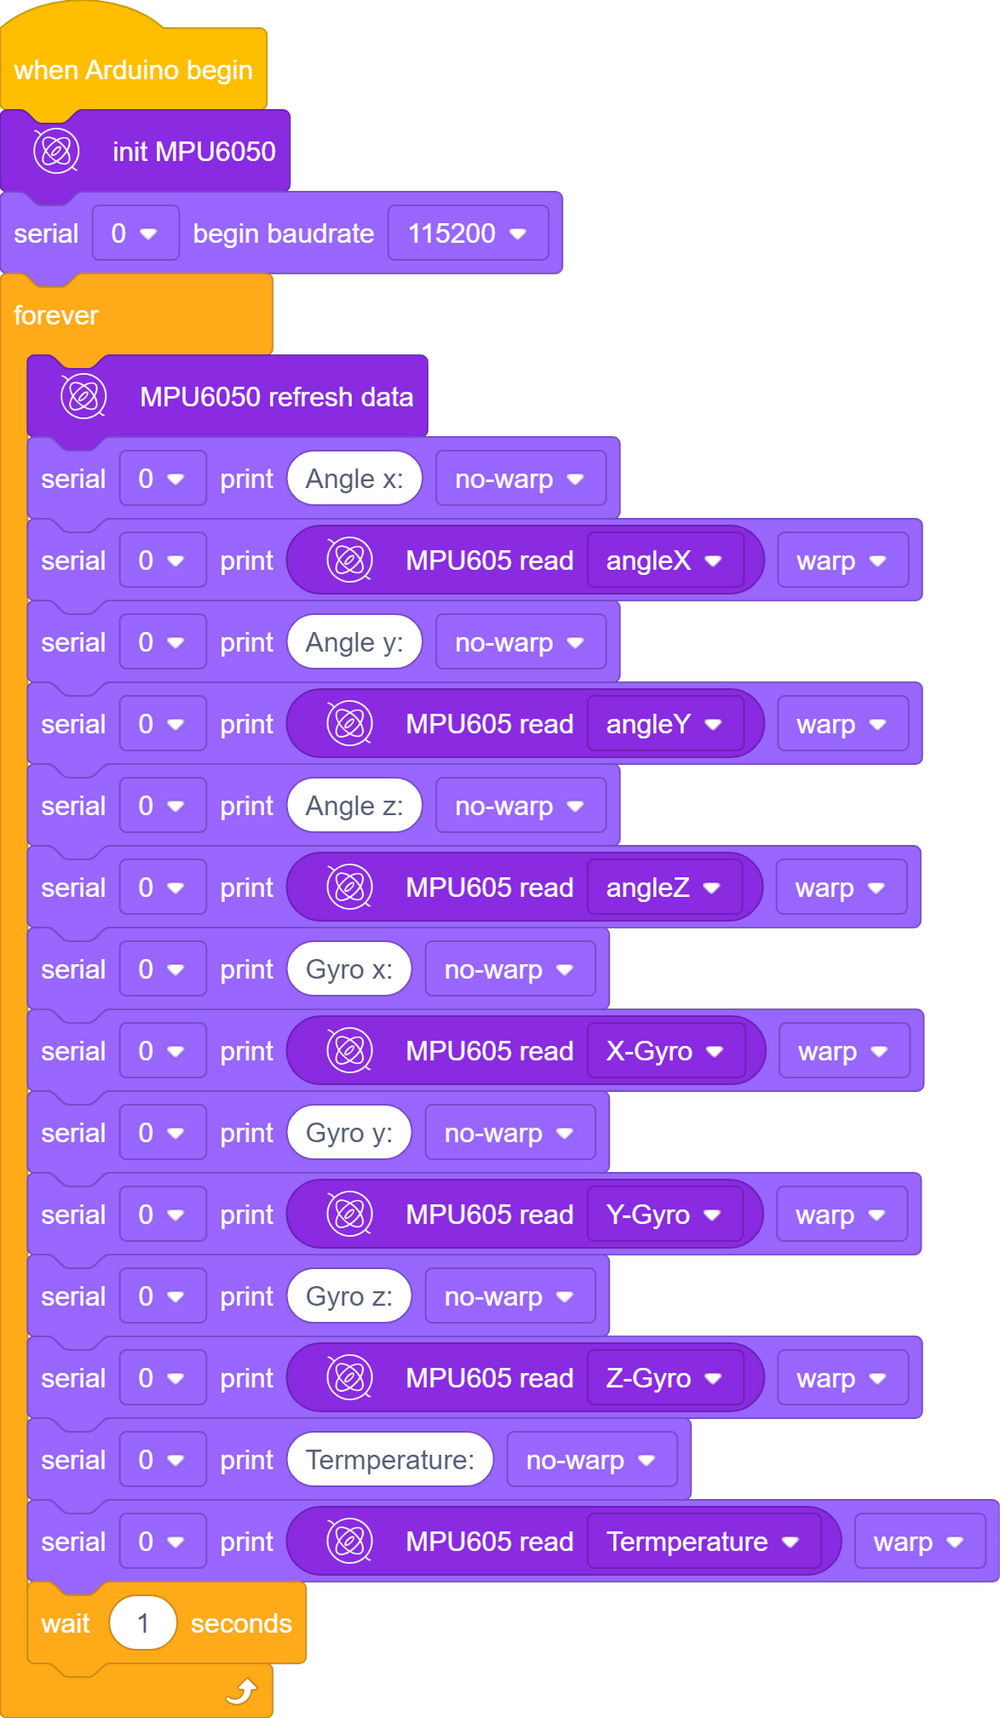 when Arduino begin
init MPU6050
serial 0 begin baudrate 115200
forever
MPU6050 refresh data
serial 0 print Angle x: no-warp
serial 0 print MPU605 read angleX warp
serial 0 print Angle y: no-warp
serial 0 print MPU605 read angleY warp
serial 0 print Angle z: no-warp
serial 0 print MPU605 read angleZ warp
serial 0 print Gyro x: no-warp
serial 0 print MPU605 read X-Gyro warp
serial 0 print Gyro y: no-warp
serial 0 print MPU605 read Y-Gyro warp
serial 0 print Gyro z: no-warp
serial 0 print MPU605 read Z-Gyro warp
serial 0 print Termperature: no-warp
serial 0 print MPU605 read Termperature warp
wait 1 seconds